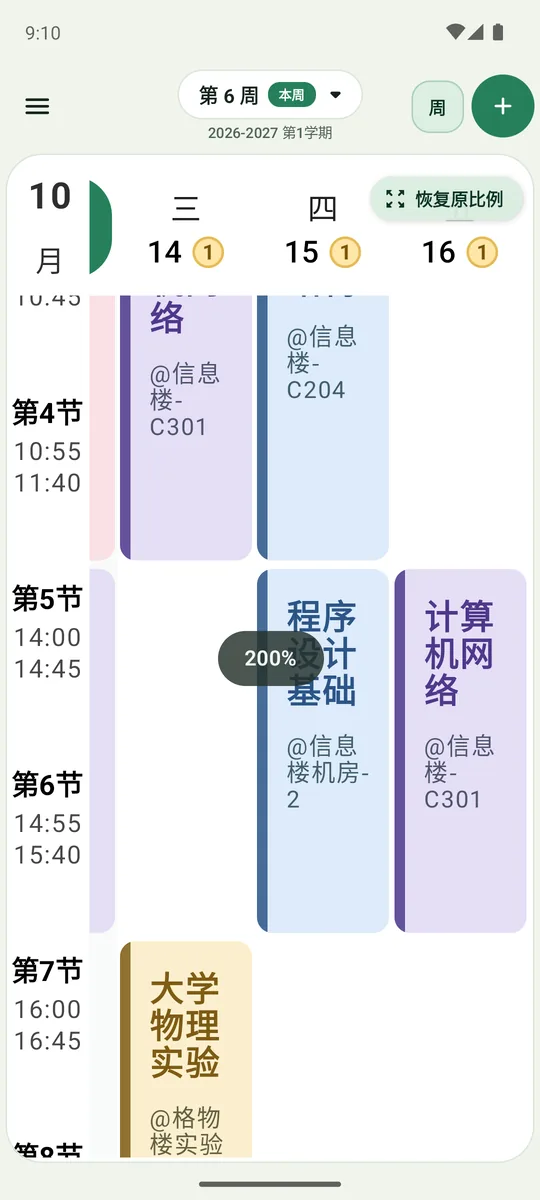 9:10
第 6 周 本周
周
2026-2027 第1学期
恢复原比例
10
月
三
14 1
四
15 1
16 1
10:45
络
@信息
楼-
C301
@信息
楼-
C204
第4节
10:55
11:40
第5节
14:00
14:45
程序
设计
基础
@信息
楼机房-
2
计算
机网
络
@信息
楼-
C301
200%
第6节
14:55
15:40
第7节
16:00
16:45
大学
物理
实验
@格物
楼实验
第8节